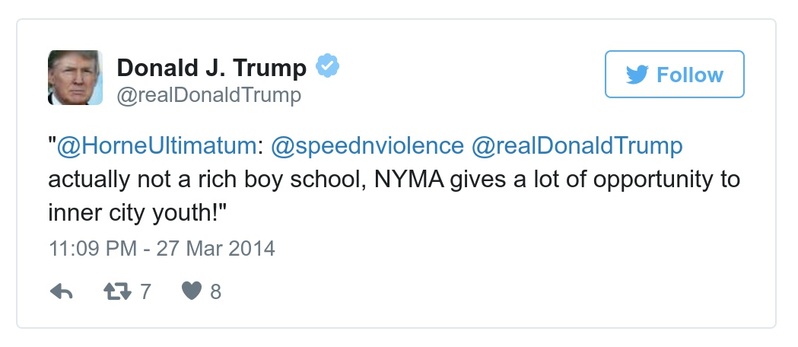 Donald J. Trump
@realDonaldTrump
Follow
"@HorneUltimatum: @speednviolence @realDonaldTrump
actually not a rich boy school, NYMA gives a lot of opportunity to
inner city youth!"
11:09 PM - 27 Mar 2014
7 8